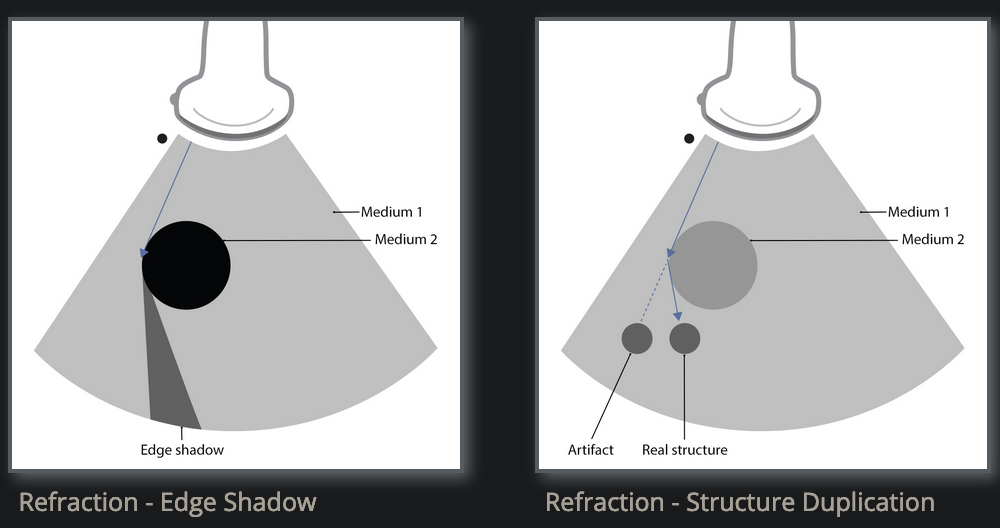 Medium 1
Medium 2
Edge shadow
Refraction - Edge Shadow
Medium 1
Medium 2
Artifact
Real structure
Refraction - Structure Duplication